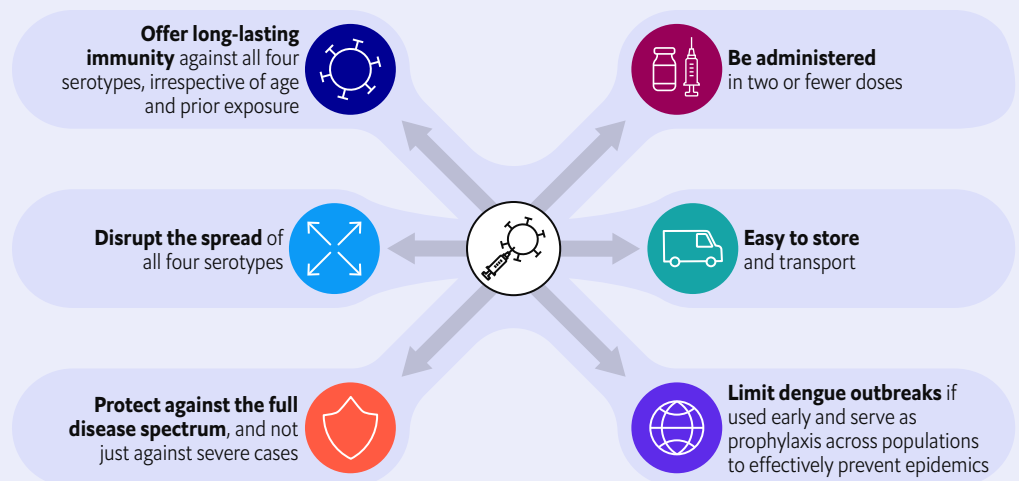 Offer long-lasting
immunity against all four
serotypes, irrespective of age
and prior exposure
Be administered
in two or fewer doses
Disrupt the spread of
all four serotypes
Easy to store
and transport
Protect against the full
disease spectrum, and not
just against severe cases
Limit dengue outbreaks if
used early and serve as
prophylaxis across populations
to effectively prevent epidemics